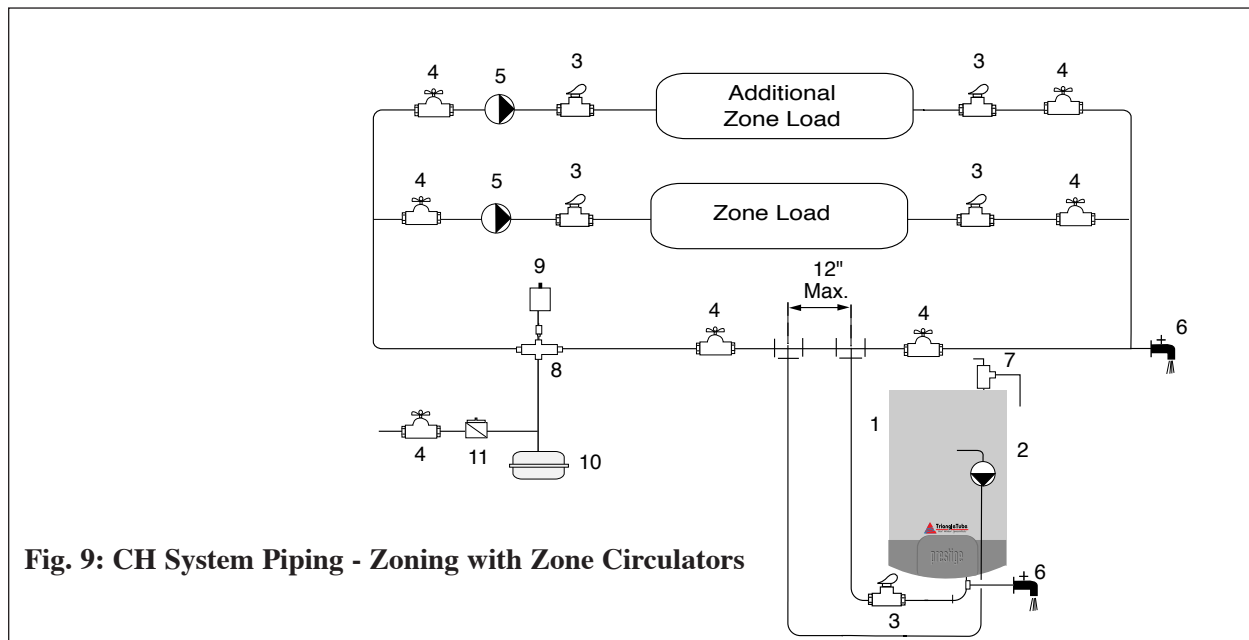 4 5 3 3 4
Additional
Zone Load
4 5 3 3 4
Zone Load
9 12"
Max.
4 4 6
8 7
1
4 11 10 2
TriangleTube
prestige
Fig. 9: CH System Piping - Zoning with Zone Circulators
6
3